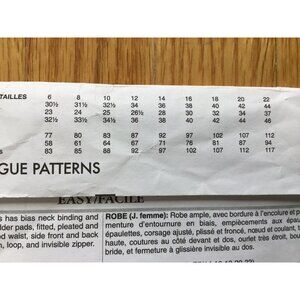 TAILLES 6 8 10 12 14 16 18 20 22
30½ 31½ 32½ 34 36 38 40 42 44
23 24 25 26½ 28 30 32 34 37
32½ 33½ 34½ 36 38 40 42 44 46
77 80 83 87 92 97 102 107 112
58 61 64 67 71 76 81 87 94
83 85 88 92 97 102 107 112 117
GUE PATTERNS
EASY/FACILE
s has bias neck binding and
lder pads, fitted, pleated and
nd waist, side front and back
, loop, and invisible zipper.
ROBE (J. femme): Robe ample, avec bordure à l'encolure et p
menture d'entournure en biais, empiècements aux ép
épaulettes, corsage ajusté, plissé et froncé, nœud et coulant, t
haute, coutures au côté devant et dos, ourlet très étroit, bou
bride, et fermeture à glissière invisible au dos.